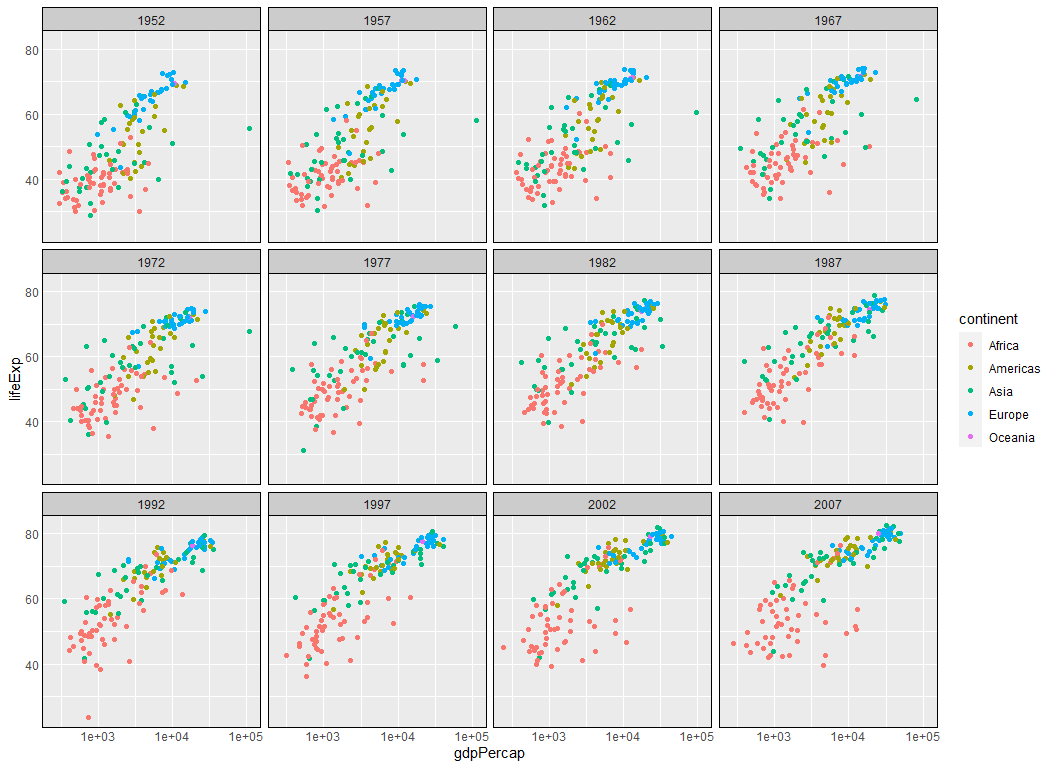 1952 1957 1962 1967
80
60
40
1972 1977 1982 1987
80
60
40
1992 1997 2002 2007
80
60
40
1e+03 1e+04 1e+05 1e+03 1e+04 1e+05 1e+03 1e+04 1e+05 1e+03 1e+04 1e+05
gdpPercap
lifeExp
continent
Africa
Americas
Asia
Europe
Oceania